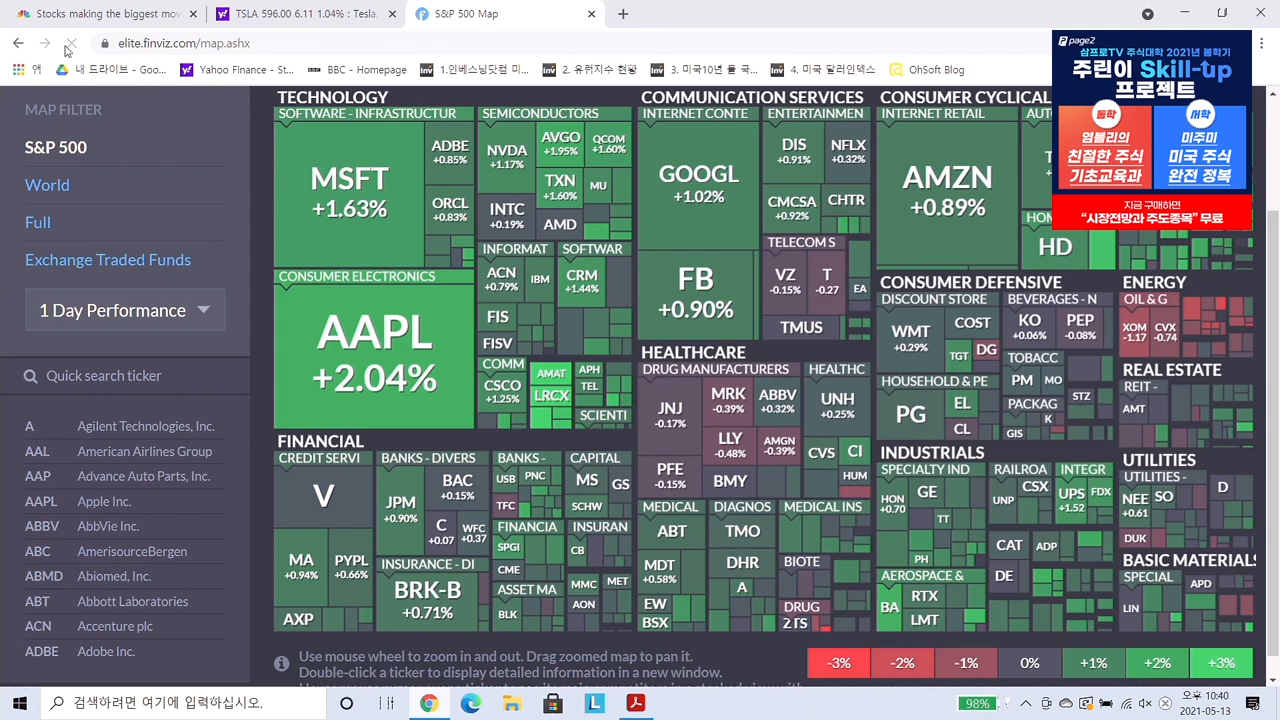 Stocks making the biggest mov
TSLA 596.00 6.11 1.04% : Tesla,
S&P 500 Map
elite.finviz.com/map.ashx
앱
내 드라이브 - Goo...
Yahoo Finance - St...
BBC - Homepage
1.인베스팅닷컴 미...
2. 유럽지수 현황
3. 미국10년 물 국...
4. 미국 달러인덱스
OhSoft Blog
page2
삼프로TV 주식대학 2021년 봄학기
주린이 Skill-up
프로젝트
동학
염블리의
친절한 주식
기초교육과
서학
미주미
미국 주식
완전 정복
지금 구매하면
“시장전망과 주도종목” 무료
MAP FILTER
S&P 500
World
Full
Exchange Traded Funds
1 Day Performance
Quick search ticker
A Agilent Technologies, Inc.
AAL American Airlines Group
AAP Advance Auto Parts, Inc.
AAPL Apple Inc.
ABBV AbbVie Inc.
ABC AmerisourceBergen
ABMD Abiomed, Inc.
ABT Abbott Laboratories
ACN Accenture plc
ADBE Adobe Inc.
TECHNOLOGY
SOFTWARE - INFRASTRUCTUR
MSFT
+1.63%
ADBE
+0.85%
ORCL
+0.83%
SEMICONDUCTORS
NVDA
+1.17%
AVGO
+1.95%
QCOM
+1.60%
TXN
+1.60%
MU
INTC
+0.19%
AMD
CONSUMER ELECTRONICS
AAPL
+2.04%
INFORMAT
ACN
+0.79%
IBM
FIS
FISV
SOFTWAR
CRM
+1.44%
COMM
CSCO
+1.25%
AMAT
LRCX
APH
TEL
SCIENTI
COMMUNICATION SERVICES
INTERNET CONTE
GOOGL
+1.02%
FB
+0.90%
ENTERTAINMEN
DIS
+0.91%
NFLX
+0.32%
CMCSA
+0.92%
CHTR
TELECOM S
VZ
-0.15%
T
-0.27
EA
TMUS
CONSUMER CYCLICAL
INTERNET RETAIL
AMZN
+0.89%
AUT
T
HOM
HD
FINANCIAL
CREDIT SERVI
V
MA
+0.94%
PYPL
+0.66%
AXP
BANKS - DIVERS
JPM
+0.90%
BAC
+0.15%
C
+0.07
WFC
+0.37
INSURANCE - DI
BRK-B
+0.71%
BANKS -
USB
PNC
TFC
FINANCIA
SPGI
CME
ASSET MA
BLK
CAPITAL
MS
GS
SCHW
INSURAN
CB
MMC
MET
AON
HEALTHCARE
DRUG MANUFACTURERS
JNJ
-0.17%
MRK
-0.39%
ABBV
+0.32%
LLY
-0.48%
AMGN
-0.39%
PFE
-0.15%
BMY
HEALTHC
UNH
+0.25%
CVS
CI
HUM
MEDICAL
ABT
MDT
+0.58%
EW
BSX
DIAGNOS
TMO
DHR
A
MEDICAL INS
BIOTE
DRUG
ZTS
CONSUMER DEFENSIVE
DISCOUNT STORE
WMT
+0.29%
COST
TGT
DG
BEVERAGES - N
KO
+0.06%
PEP
-0.08%
TOBACC
PM
MO
HOUSEHOLD & PE
PG
EL
CL
PACKAG
K
GIS
STZ
INDUSTRIALS
SPECIALTY IND
HON
+0.70
GE
TT
PH
RAILROA
UNP
CSX
INTEGR
UPS
+1.52
FDX
CAT
ADP
DE
AEROSPACE &
BA
RTX
LMT
ENERGY
OIL & G
XOM
-1.17
CVX
-0.74
REAL ESTATE
REIT -
AMT
UTILITIES
UTILITIES -
NEE
+0.61
SO
D
DUK
BASIC MATERIALS
SPECIAL
APD
LIN
Use mouse wheel to zoom in and out. Drag zoomed map to pan it.
Double-click a ticker to display detailed information in a new window.
-3% -2% -1% 0% +1% +2% +3%
검색하려면 여기에 입력하십시오.
98%
오후 10:40
2021-05-13